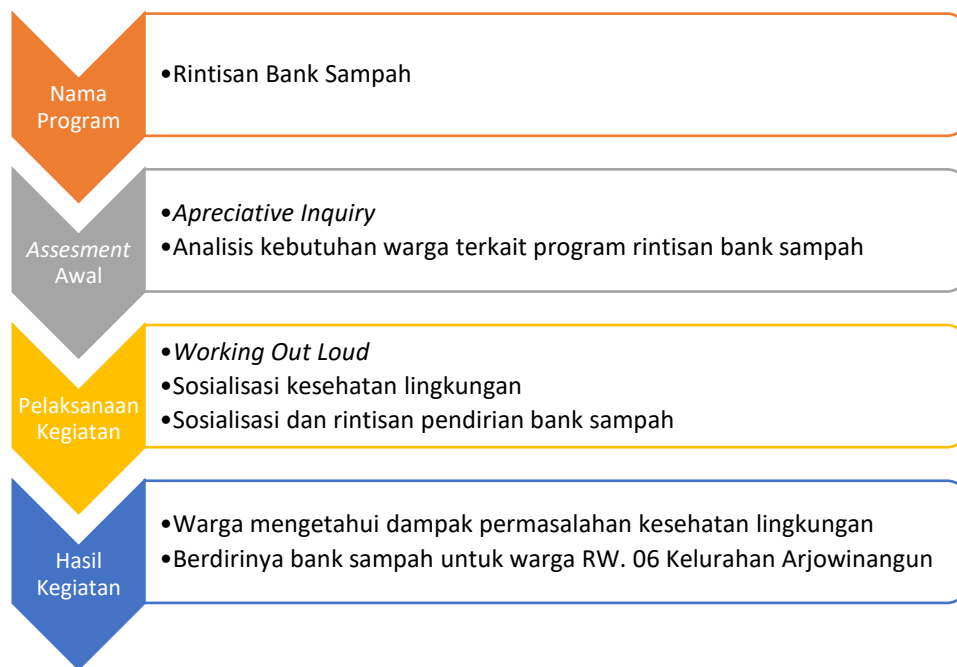 Nama
Program
•Rintisan Bank Sampah
Assesment
Awal
•Apreciative Inquiry
•Analisis kebutuhan warga terkait program rintisan bank sampah
Pelaksanaan
Kegiatan
•Working Out Loud
•Sosialisasi kesehatan lingkungan
•Sosialisasi dan rintisan pendirian bank sampah
Hasil
Kegiatan
•Warga mengetahui dampak permasalahan kesehatan lingkungan
•Berdirinya bank sampah untuk warga RW. 06 Kelurahan Arjowinangun